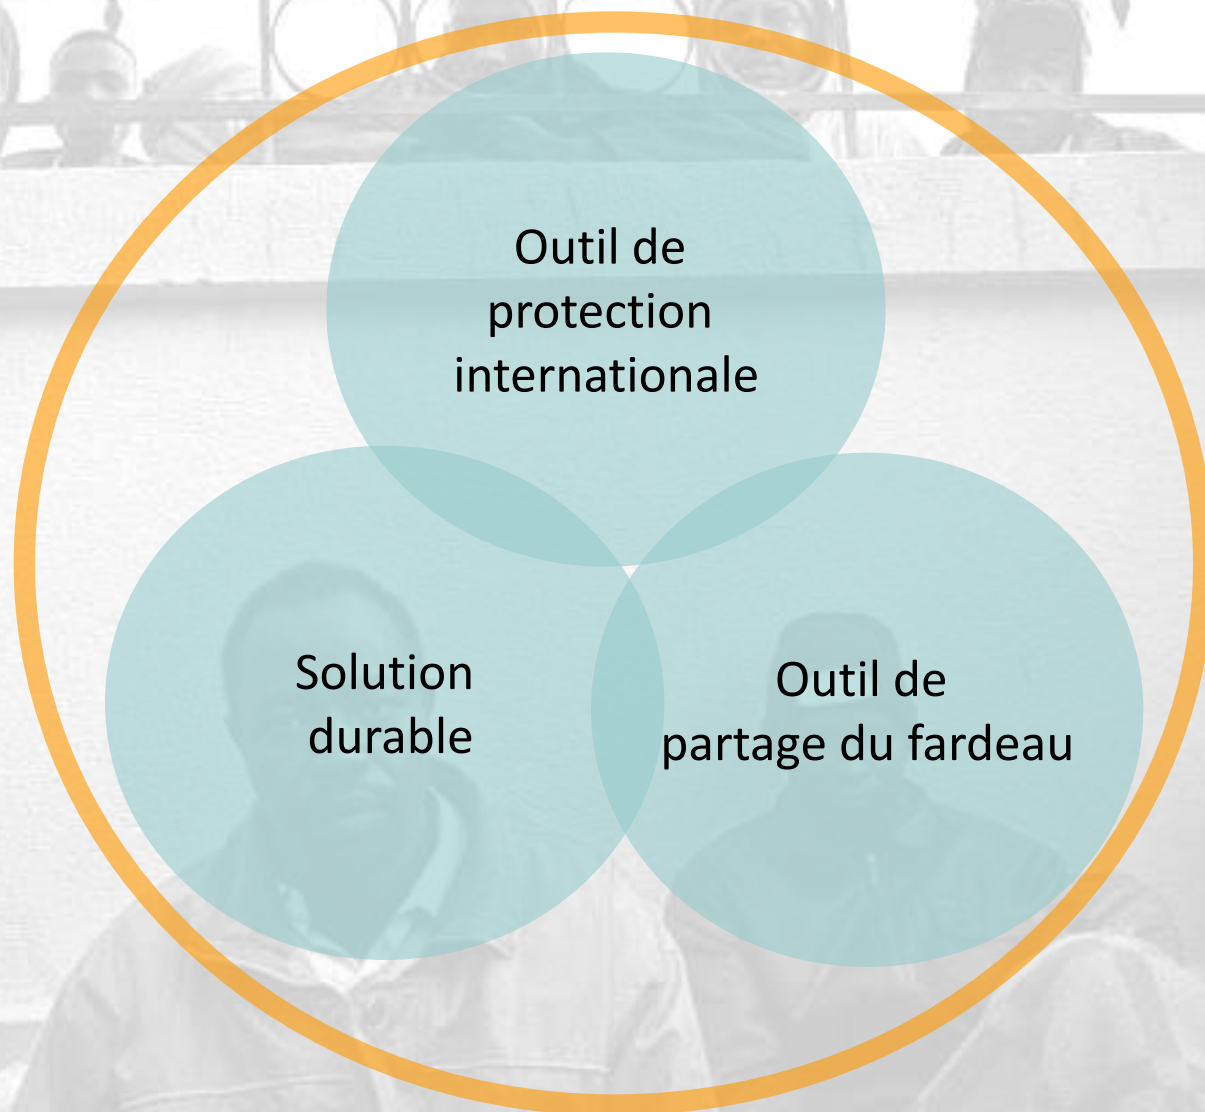 Outil de
protection
internationale
Solution
durable
Outil de
partage du fardeau